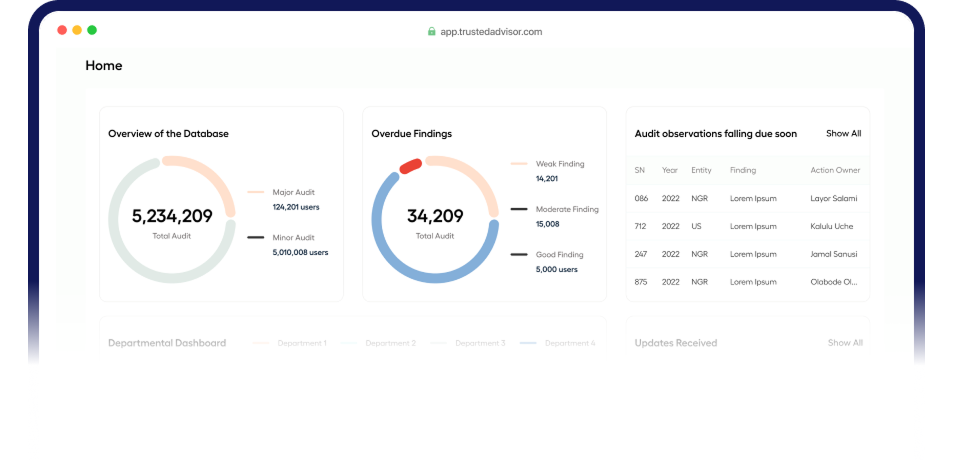 app.trustedadvisor.com
Home
Overview of the Database
5,234,209
Total Audit
Major Audit
124,201 users
Minor Audit
5,010,008 users
Overdue Findings
34,209
Total Audit
Weak Finding
14,201
Moderate Finding
15,008
Good Finding
5,000 users
Audit observations falling due soon Show All
SN Year Entity Finding Action Owner
086 2022 NGR Lorem Ipsum Layor Salami
712 2022 US Lorem Ipsum Kalulu Uche
247 2022 NGR Lorem Ipsum Jamal Sanusi
875 2022 NGR Lorem Ipsum Olabode Ol...
Departmental Dashboard Department 1 Department 2 Department 3 Department 4
Updates Received Show All